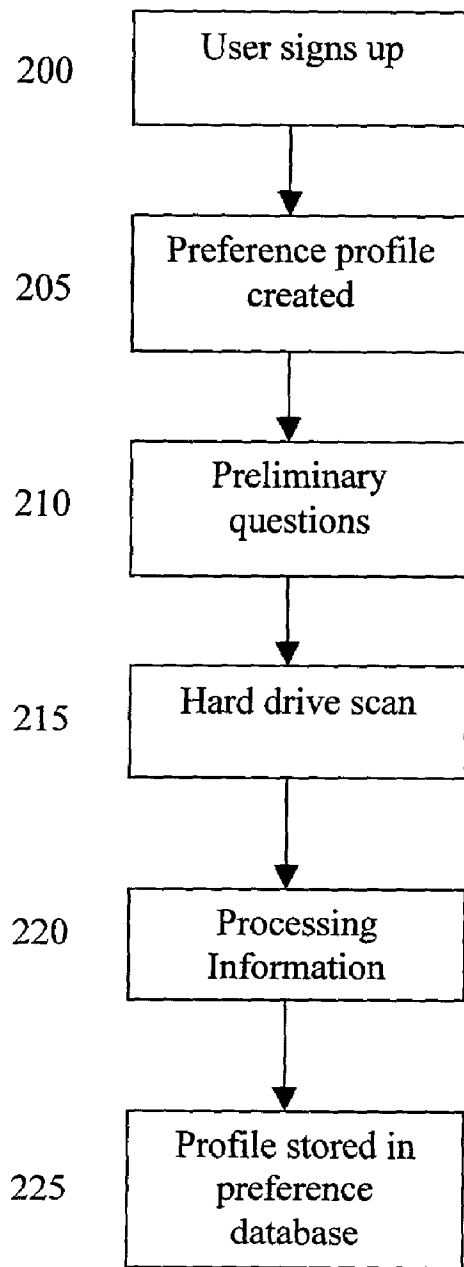 200
User signs up
205
Preference profile
created
210
Preliminary
questions
215
Hard drive scan
220
Processing
Information
225
Profile stored in
preference
database